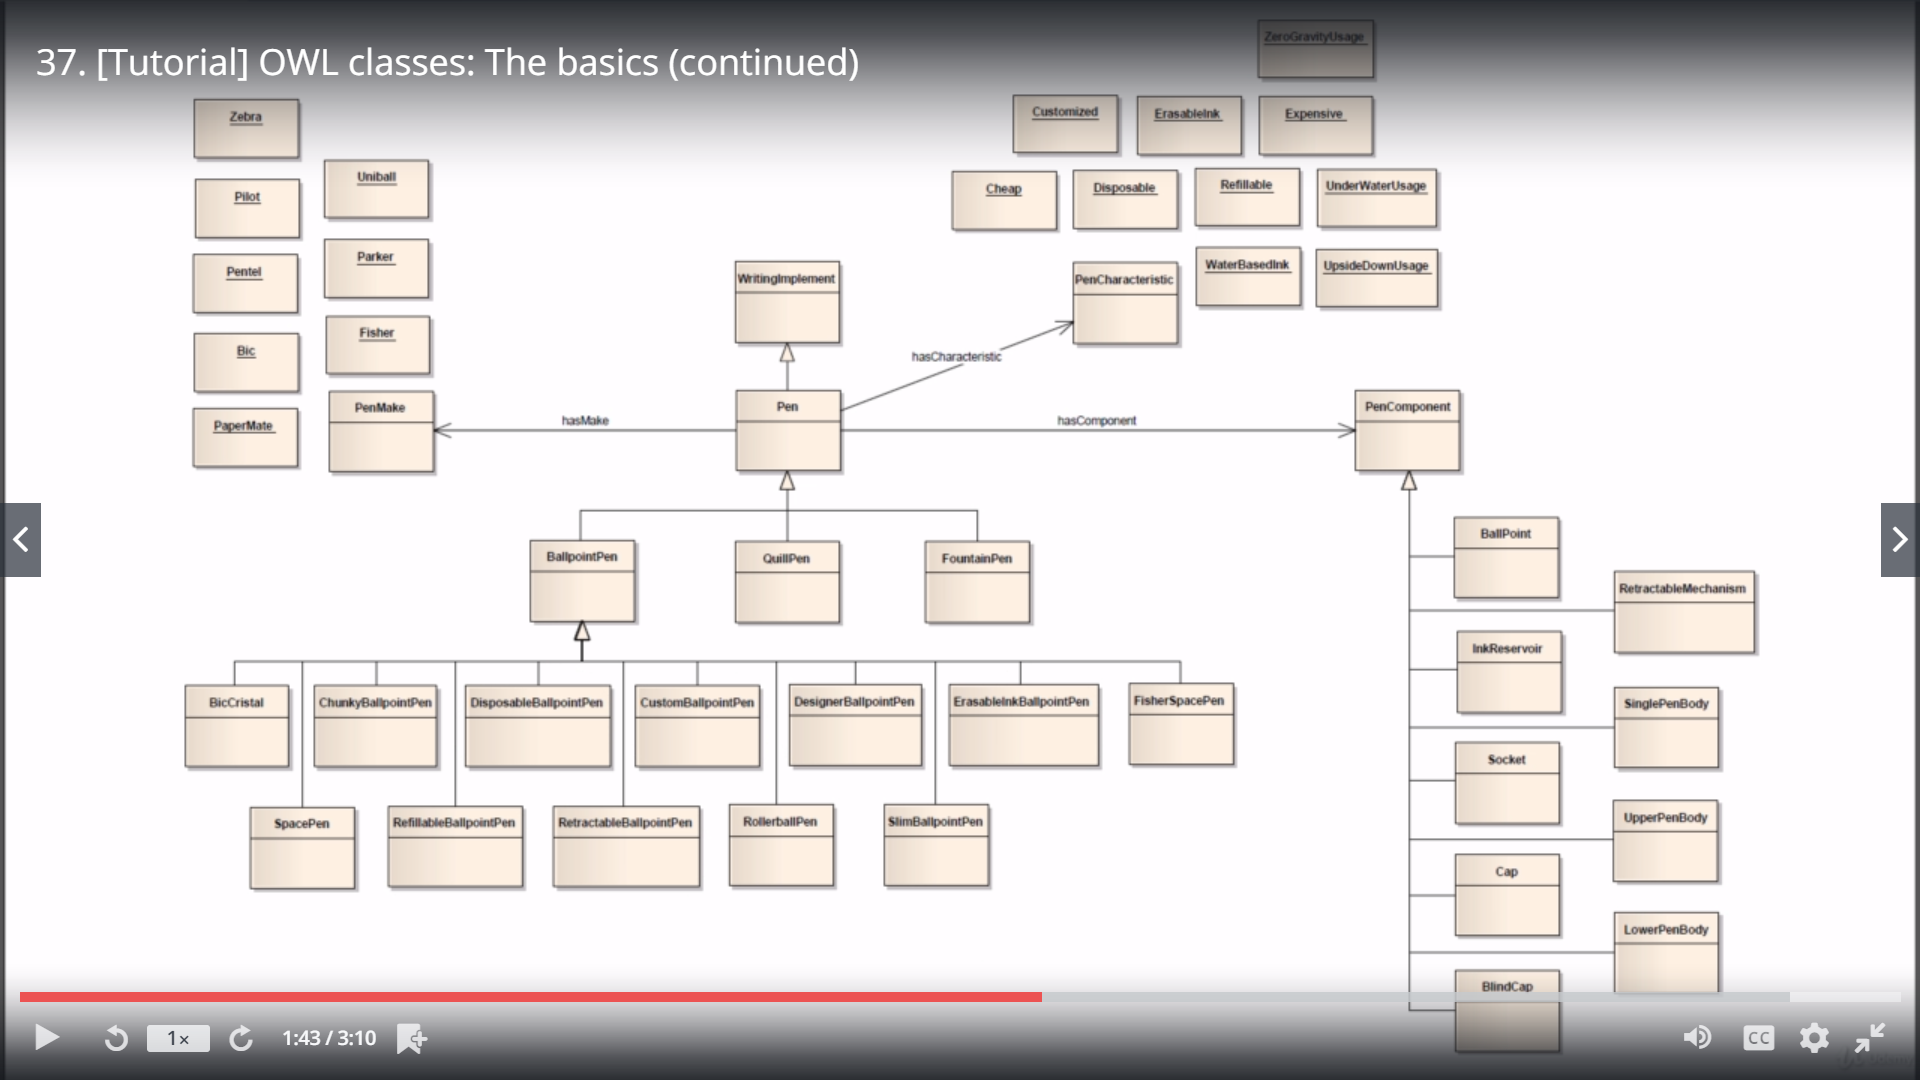 37. [Tutorial] OWL classes: The basics (continued)
ZeroGravityUsage
Zebra
Customized
ErasableInk
Expensive
Uniball
Pilot
Cheap
Disposable
Refillable
UnderWaterUsage
Pentel
Parker
WritingImplement
PenCharacteristic
WaterBasedInk
UpsideDownUsage
Bic
Fisher
hasCharacteristic
PaperMate
PenMake
hasMake
Pen
hasComponent
PenComponent
BallpointPen
QuillPen
FountainPen
BallPoint
RetractableMechanism
InkReservoir
BicCristal
ChunkyBallpointPen
DisposableBallpointPen
CustomBallpointPen
DesignerBallpointPen
ErasableInkBallpointPen
FisherSpacePen
SinglePenBody
Socket
SpacePen
RefillableBallpointPen
RetractableBallpointPen
RollerballPen
SlimBallpointPen
UpperPenBody
Cap
LowerPenBody
BlindCap
1x
1:43 / 3:10
CC